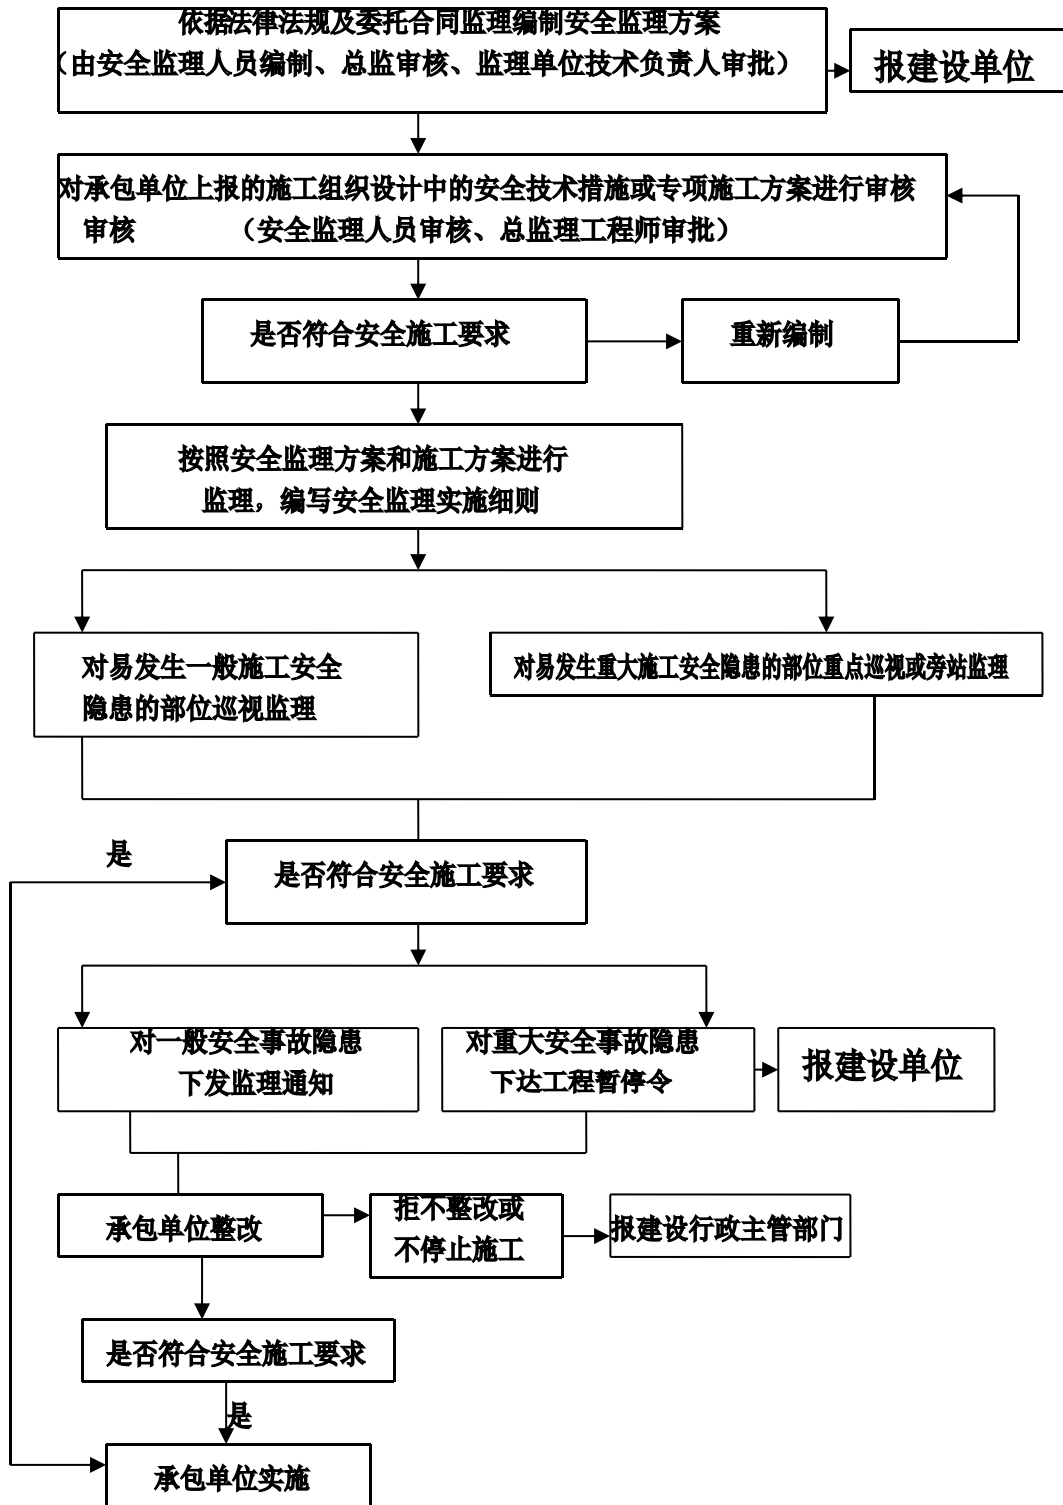 依据法律法规及委托合同监理编制安全监理方案
（由安全监理人员编制、总监审核、监理单位技术负责人审批）
报建设单位
对承包单位上报的施工组织设计中的安全技术措施或专项施工方案进行审核
审核 （安全监理人员审核、总监理工程师审批）
是否符合安全施工要求
重新编制
按照安全监理方案和施工方案进行
监理，编写安全监理实施细则
对易发生一般施工安全
隐患的部位巡视监理
对易发生重大施工安全隐患的部位重点巡视或旁站监理
是
是否符合安全施工要求
对一般安全事故隐患
下发监理通知
对重大安全事故隐患
下达工程暂停令
报建设单位
承包单位整改
拒不整改或
不停止施工
报建设行政主管部门
是否符合安全施工要求
是
承包单位实施